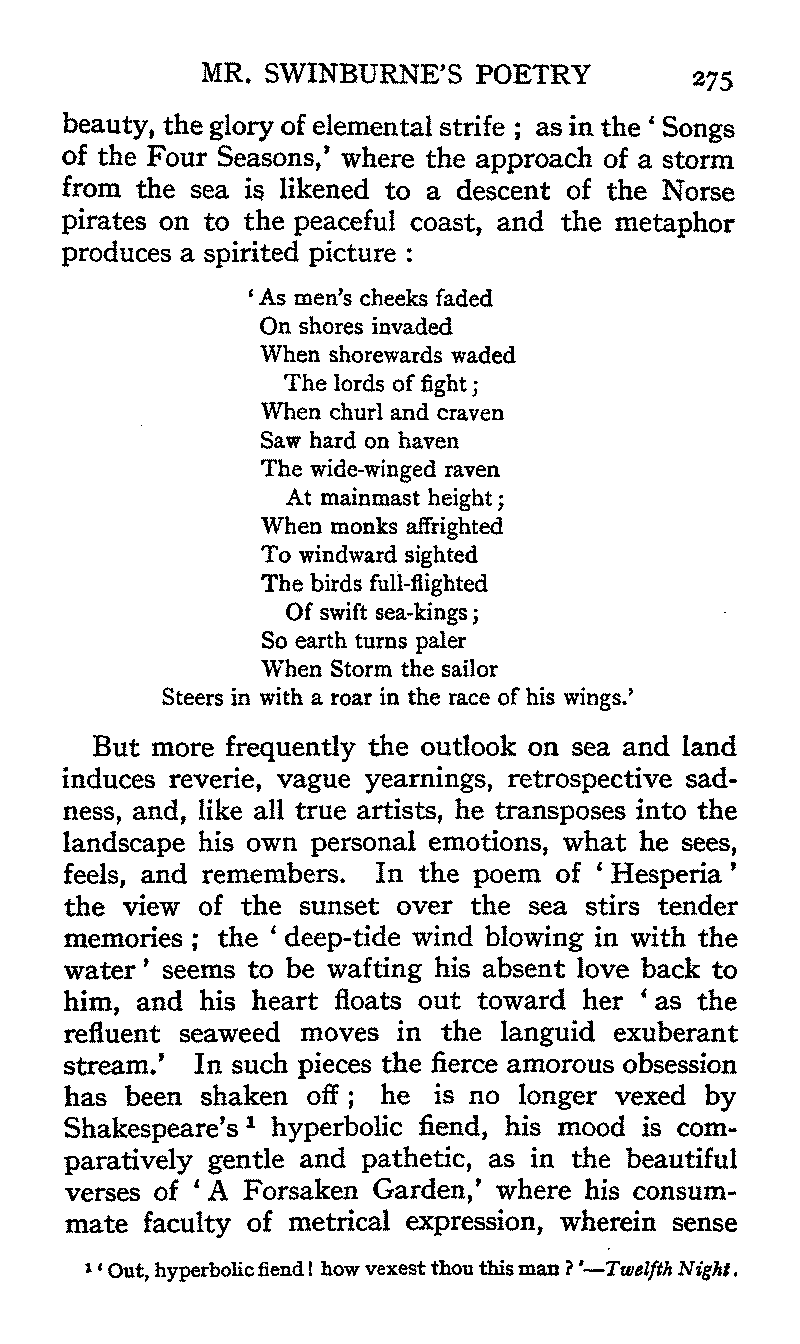 MR. SWINBURNE'S POETRY 275
beauty, the glory of elemental strife ; as in the ‘ Songs
of the Four Seasons,’ where the approach of a storm
from the sea is likened to a descent of the Norse
pirates on to the peaceful coast, and the metaphor
produces a spirited picture :
‘ As men's cheeks faded
On shores invaded
When shorewards waded
The lords of fight ;
When churl and craven
Saw hard on haven
The wide-winged raven
At mainmast height ;
When monks affrighted
To windward sighted
The birds full-flighted
Of swift sea-kings ;
So earth turns paler
When Storm the sailor
Steers in with a roar in the race of his wings.’
But more frequently the outlook on sea and land
induces reverie, vague yearnings, retrospective sad-
ness, and, like all true artists, he transposes into the
landscape his own personal emotions, what he sees,
feels, and remembers. In the poem of ‘ Hesperia ’
the view of the sunset over the sea stirs tender
memories ; the ‘ deep-tide wind blowing in with the
water ’ seems to be wafting his absent love back to
him, and his heart floats out toward her ‘ as the
refluent seaweed moves in the languid exuberant
stream.’ In such pieces the fierce amorous obsession
has been shaken off ; he is no longer vexed by
Shakespeare's ¹ hyperbolic fiend, his mood is com-
paratively gentle and pathetic, as in the beautiful
verses of ‘ A Forsaken Garden,’ where his consum-
mate faculty of metrical expression, wherein sense
¹ ‘ Out, hyperbolic fiend ! how vexest thou this man ? ’—Twelfth Night.